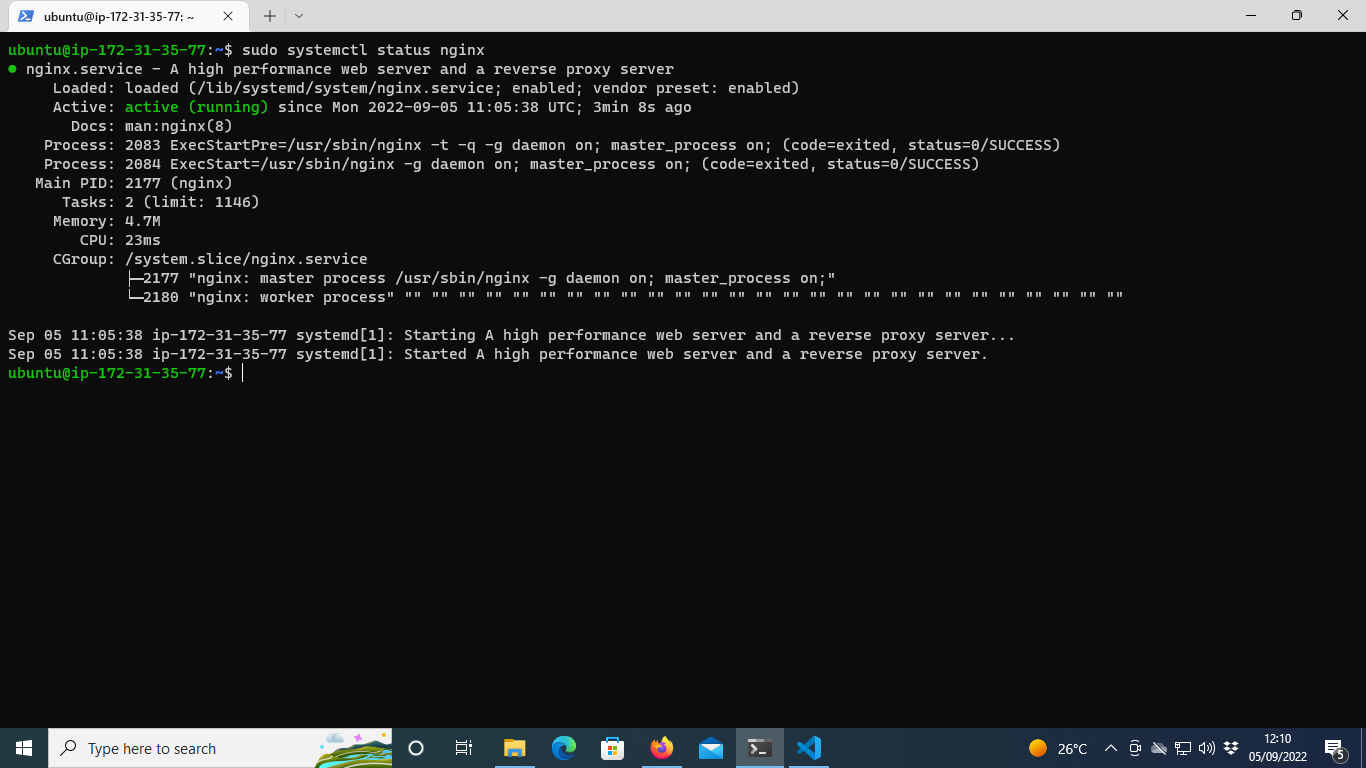 ubuntu@ip-172-31-35-77: ~
ubuntu@ip-172-31-35-77:~$ sudo systemctl status nginx
● nginx.service - A high performance web server and a reverse proxy server
     Loaded: loaded (/lib/systemd/system/nginx.service; enabled; vendor preset: enabled)
     Active: active (running) since Mon 2022-09-05 11:05:38 UTC; 3min 8s ago
       Docs: man:nginx(8)
    Process: 2083 ExecStartPre=/usr/sbin/nginx -t -q -g daemon on; master_process on; (code=exited, status=0/SUCCESS)
    Process: 2084 ExecStart=/usr/sbin/nginx -g daemon on; master_process on; (code=exited, status=0/SUCCESS)
   Main PID: 2177 (nginx)
      Tasks: 2 (limit: 1146)
     Memory: 4.7M
        CPU: 23ms
     CGroup: /system.slice/nginx.service
             ├─2177 "nginx: master process /usr/sbin/nginx -g daemon on; master_process on;"
             └─2180 "nginx: worker process" "" "" "" "" "" "" "" "" "" "" "" "" "" "" "" "" "" "" "" "" "" "" "" "" "" "" ""
Sep 05 11:05:38 ip-172-31-35-77 systemd[1]: Starting A high performance web server and a reverse proxy server...
Sep 05 11:05:38 ip-172-31-35-77 systemd[1]: Started A high performance web server and a reverse proxy server.
ubuntu@ip-172-31-35-77:~$
Type here to search
26°C
12:10
05/09/2022
5